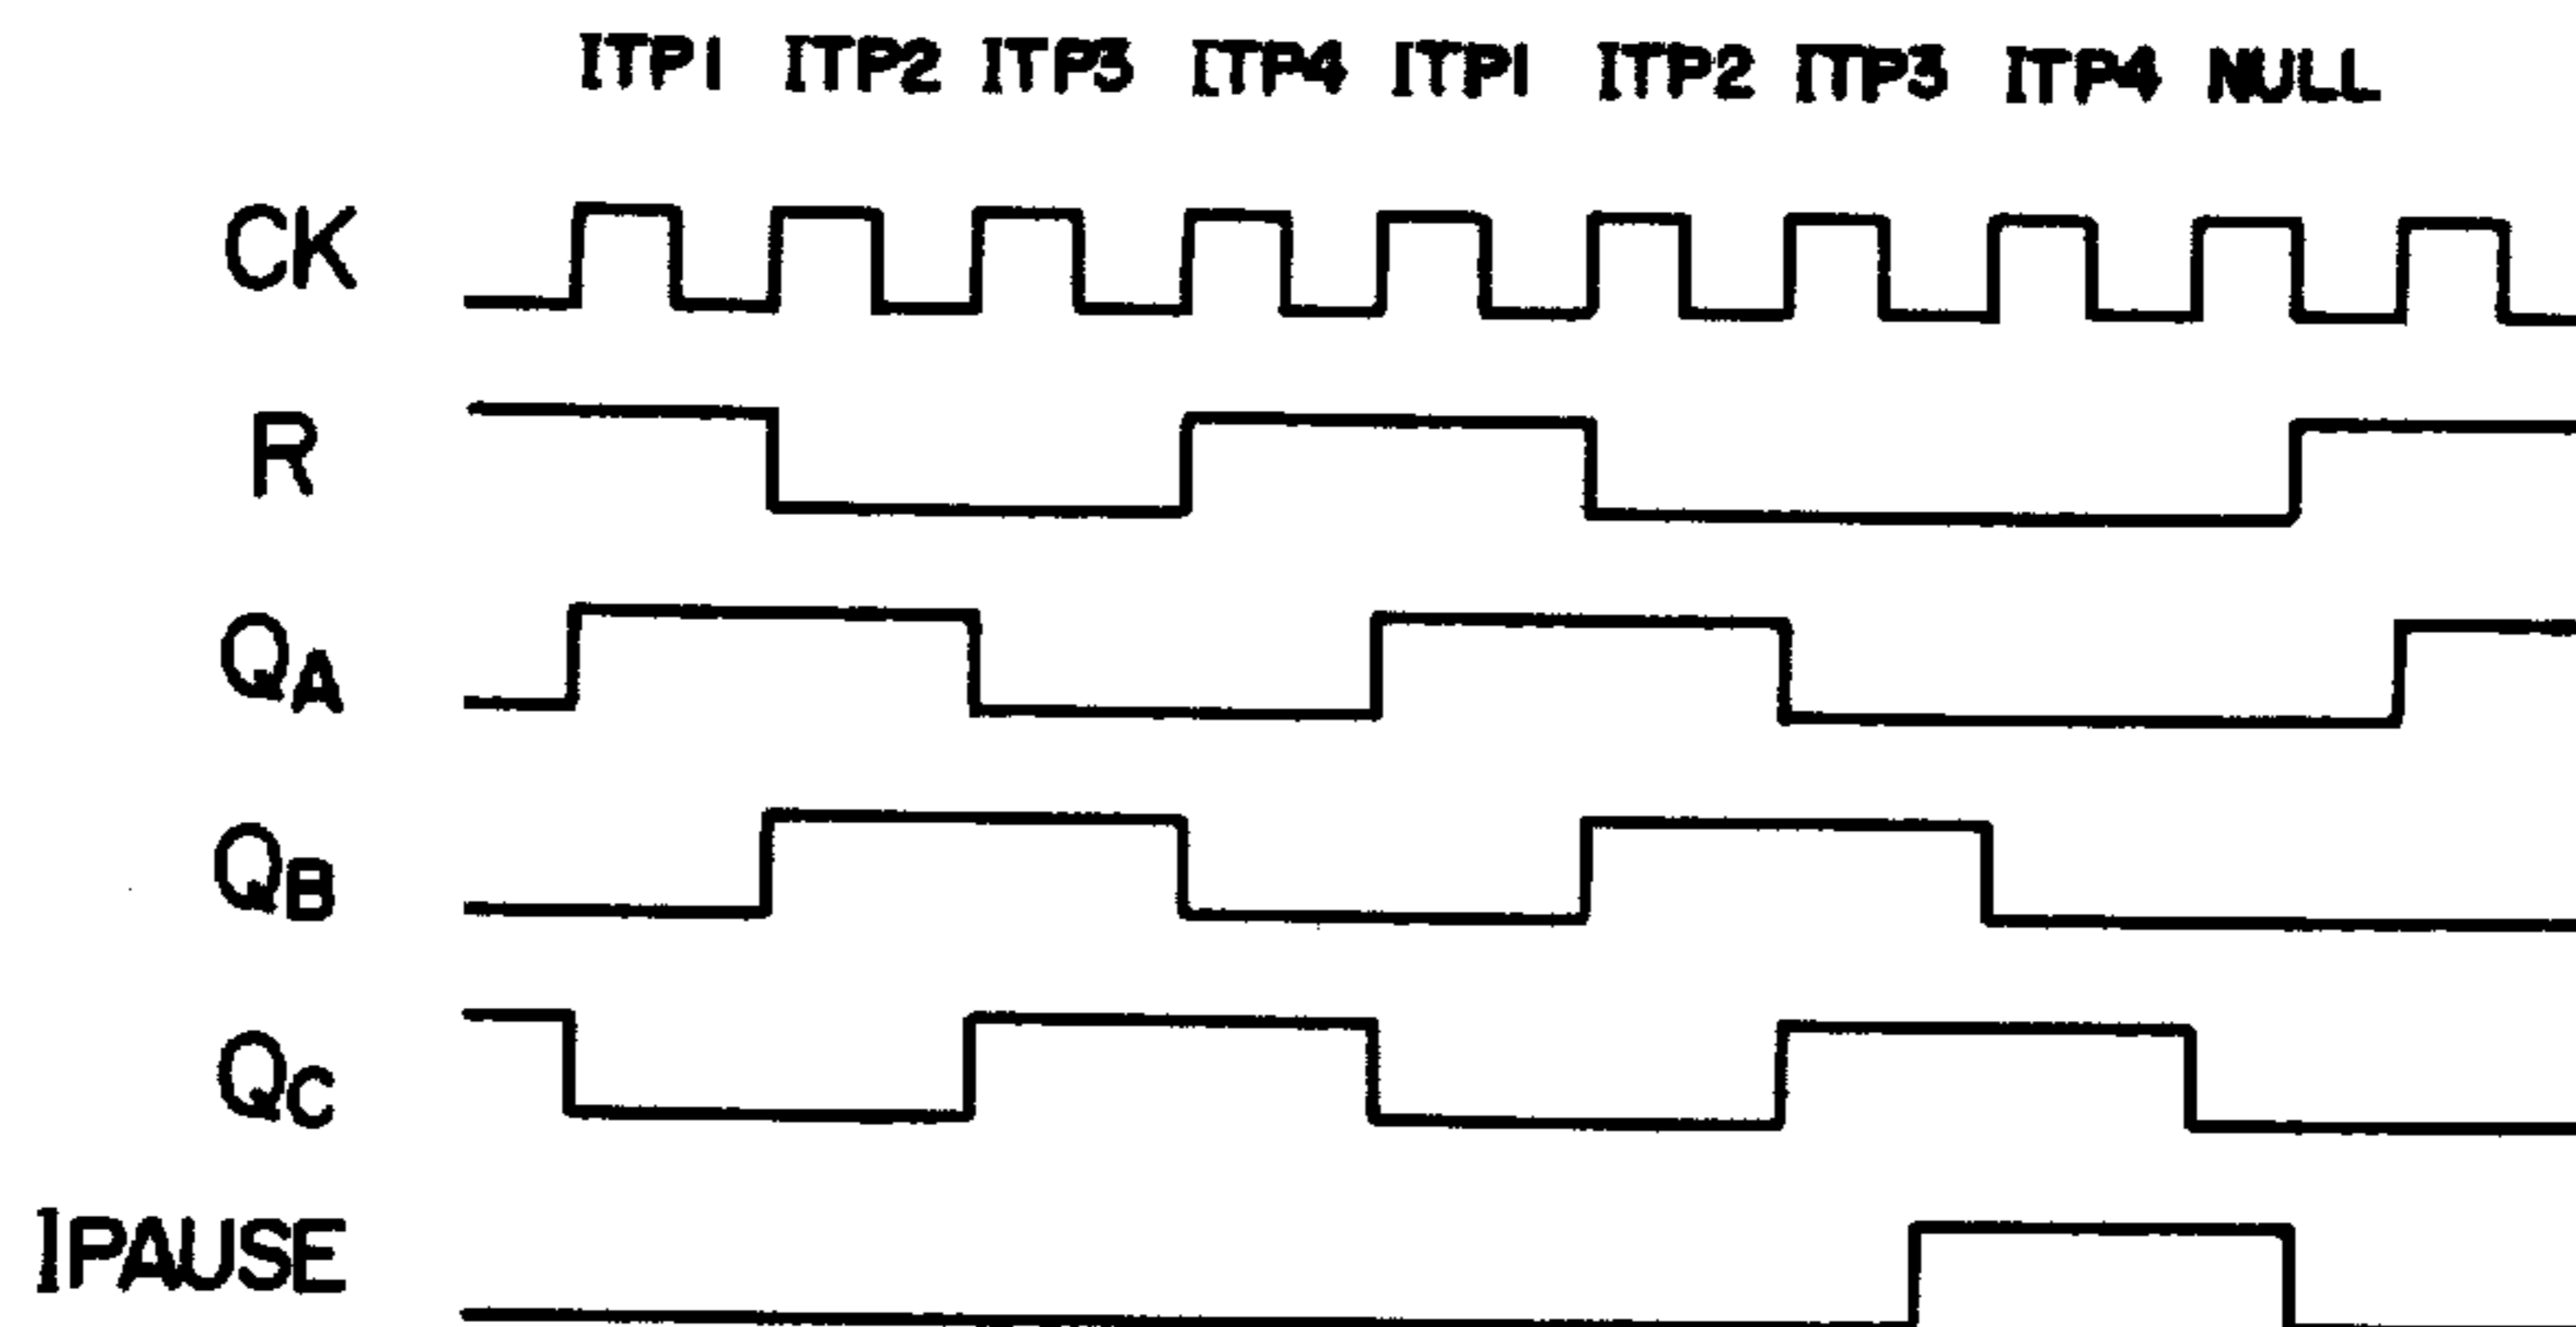 ITP1 ITP2 ITP3 ITP4 ITP1 ITP2 ITP3 ITP4 NULL
CK
R
QA
QB
QC
IPAUSE